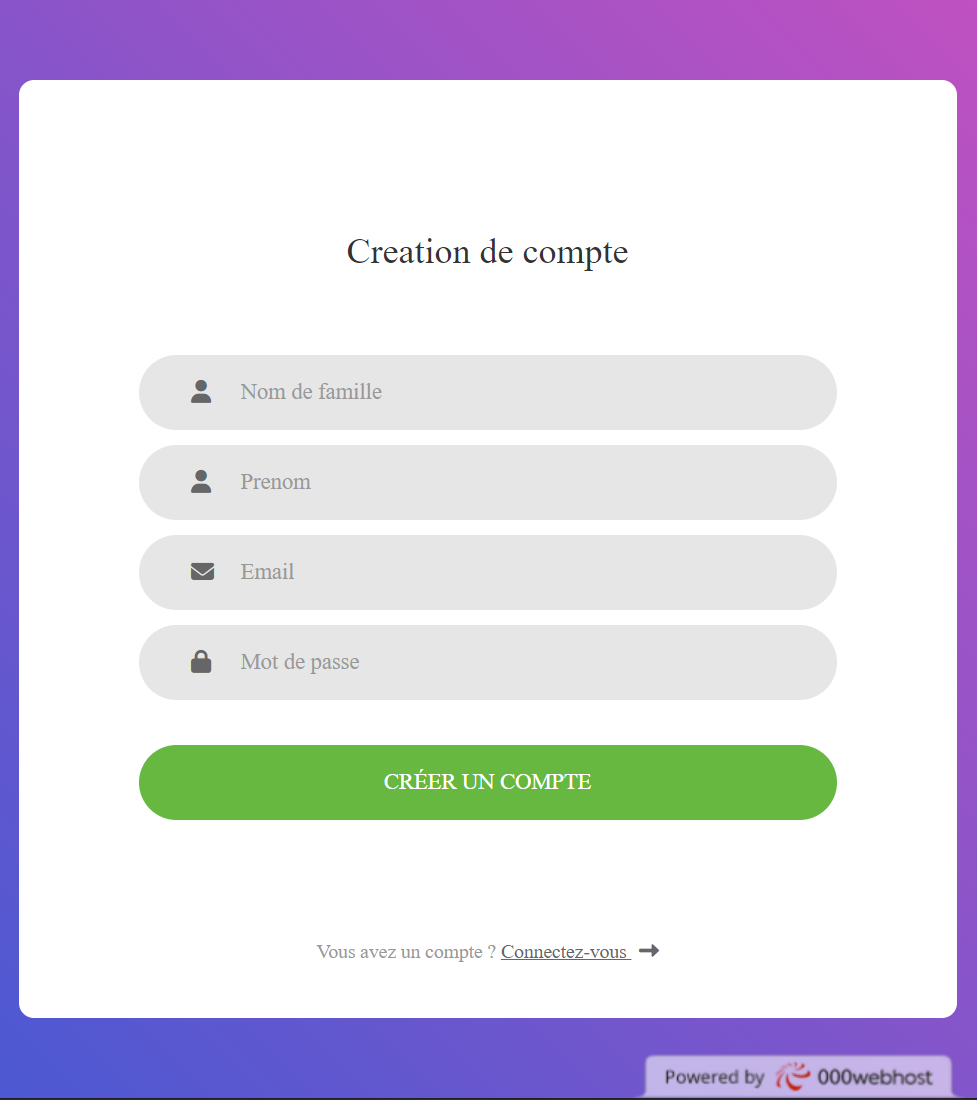 Creation de compte
Nom de famille
Prenom
Email
Mot de passe
CRÉER UN COMPTE
Vous avez un compte ? Connectez-vous
Powered by 000webhost